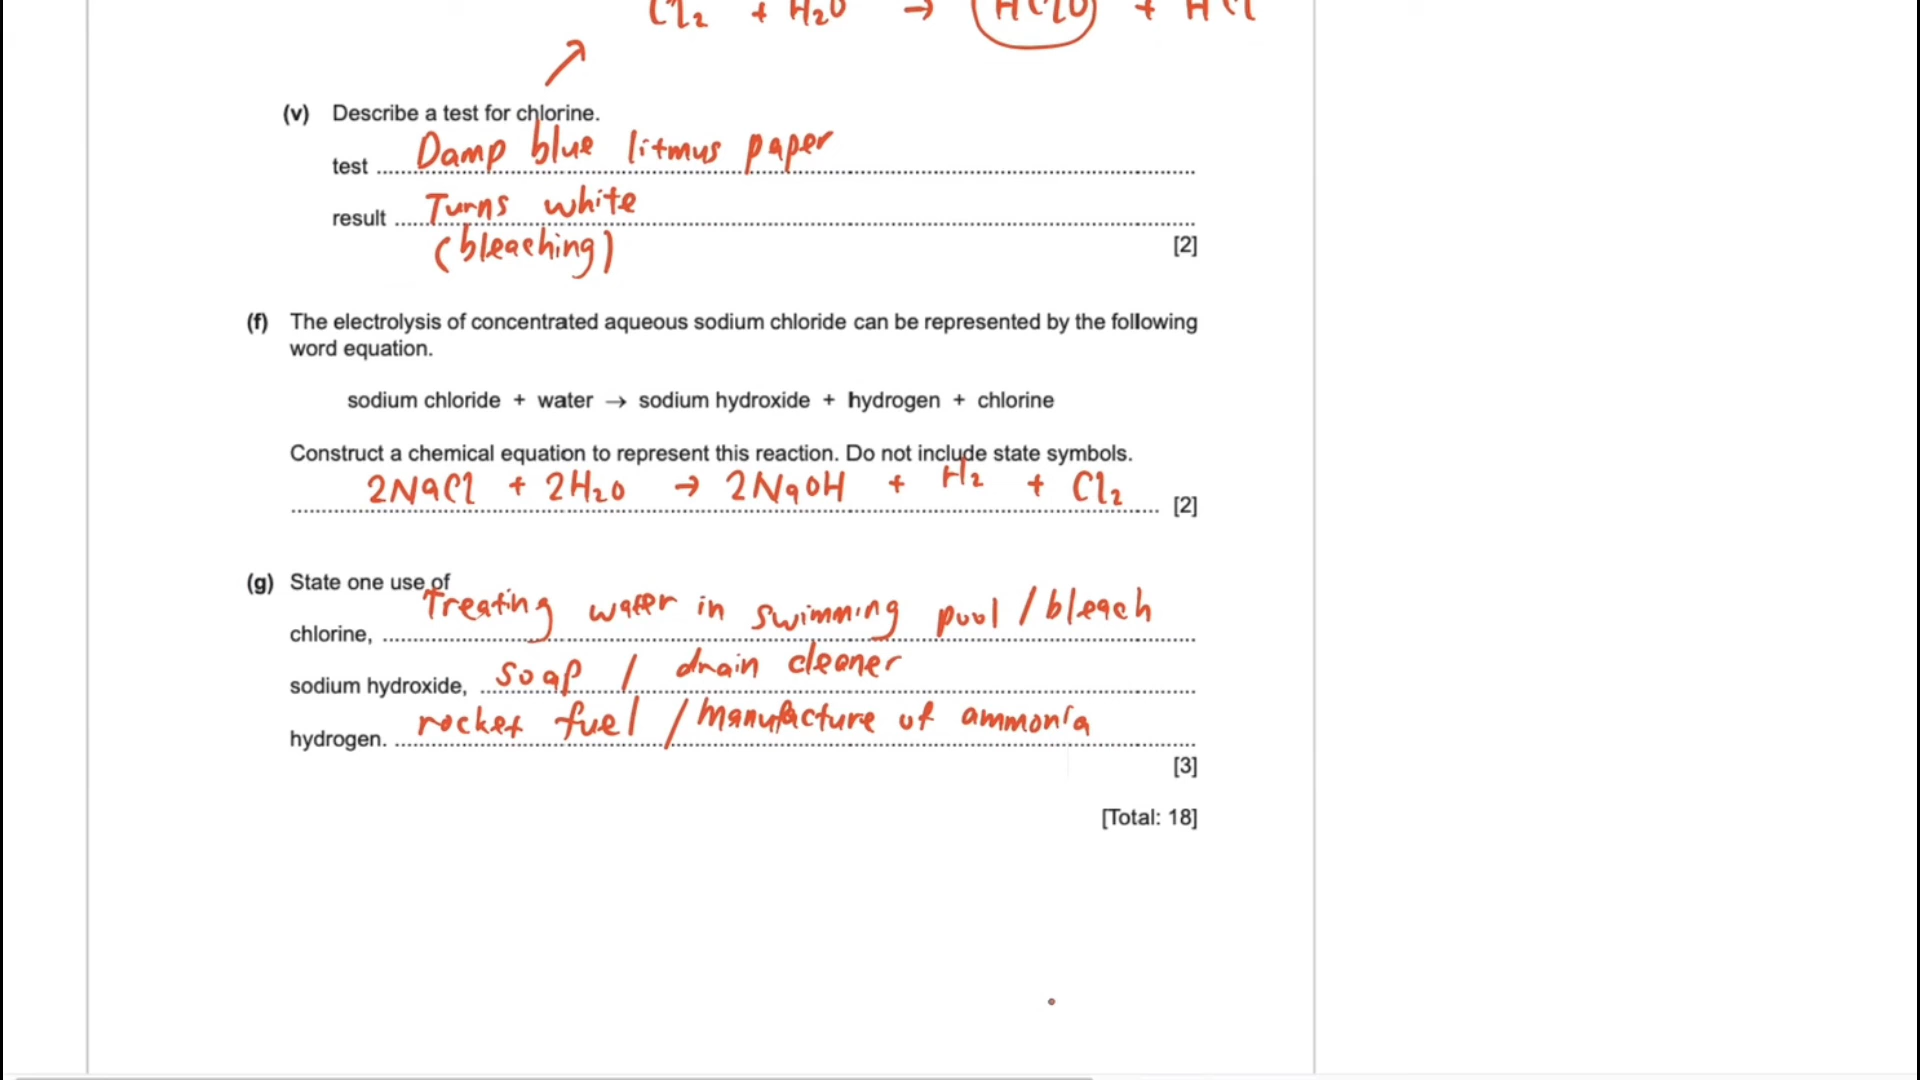 Cl2 + H2O → HClO + HCl
(v) Describe a test for chlorine.
test Damp blue litmus paper
result Turns white
(bleaching)
[2]
(f) The electrolysis of concentrated aqueous sodium chloride can be represented by the following
word equation.
sodium chloride + water → sodium hydroxide + hydrogen + chlorine
Construct a chemical equation to represent this reaction. Do not include state symbols.
2NaCl + 2H2O → 2NaOH + H2 + Cl2 [2]
(g) State one use of
chlorine, Treating water in swimming pool / bleach
sodium hydroxide, soap / drain cleaner
hydrogen. rocket fuel / manufacture of ammonia
[3]
[Total: 18]